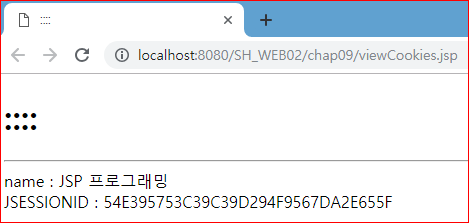 ::::
localhost:8080/SH_WEB02/chap09/viewCookies.jsp
::::
name : JSP 프로그래밍
JSESSIONID : 54E395753C39C39D294F9567DA2E655F